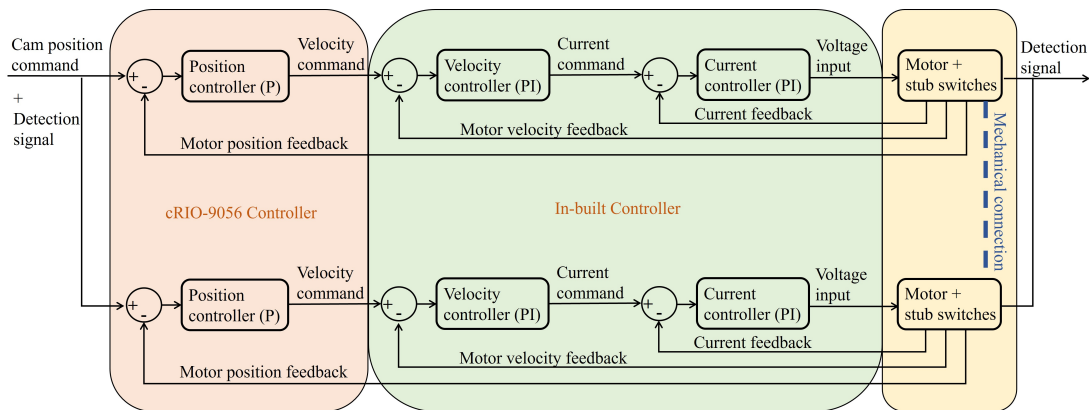 Cam position
command
+
Detection
signal
+
-
Position
controller (P)
Velocity
command
+
-
Velocity
controller (PI)
Current
command
+
-
Current
controller (PI)
Voltage
input
Motor +
stub switches
Detection
signal
Current feedback
Motor velocity feedback
Motor position feedback
Mechanical connection
cRIO-9056 Controller
In-built Controller
+
-
Position
controller (P)
Velocity
command
+
-
Velocity
controller (PI)
Current
command
+
-
Current
controller (PI)
Voltage
input
Motor +
stub switches
Current feedback
Motor velocity feedback
Motor position feedback